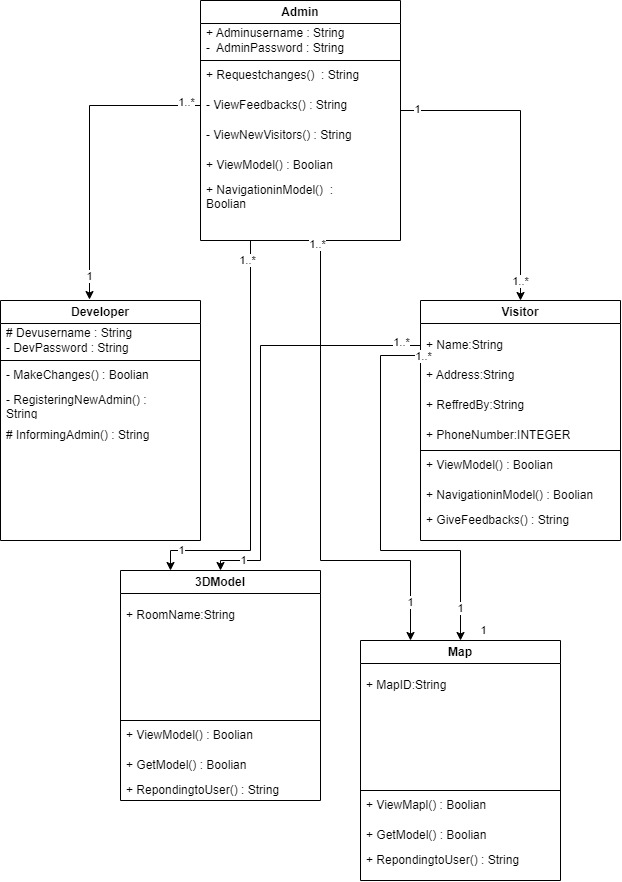 Admin
+ Adminusername : String
- AdminPassword : String
+ Requestchanges() : String
- ViewFeedbacks() : String
- ViewNewVisitors() : String
+ ViewModel() : Boolian
+ NavigationinModel() :
Boolian
1..*
1
1..*
1..*
1
1..*
Developer
# Devusername : String
- DevPassword : String
- MakeChanges() : Boolian
- RegisteringNewAdmin() :
String
# InformingAdmin() : String
Visitor
+ Name:String
+ Address:String
+ ReffredBy:String
+ PhoneNumber:INTEGER
+ ViewModel() : Boolian
+ NavigationinModel() : Boolian
+ GiveFeedbacks() : String
1..*
1..*
1
1
3DModel
+ RoomName:String
+ ViewModel() : Boolian
+ GetModel() : Boolian
+ RepondingtoUser() : String
1
1
1
Map
+ MapID:String
+ ViewMapl() : Boolian
+ GetModel() : Boolian
+ RepondingtoUser() : String